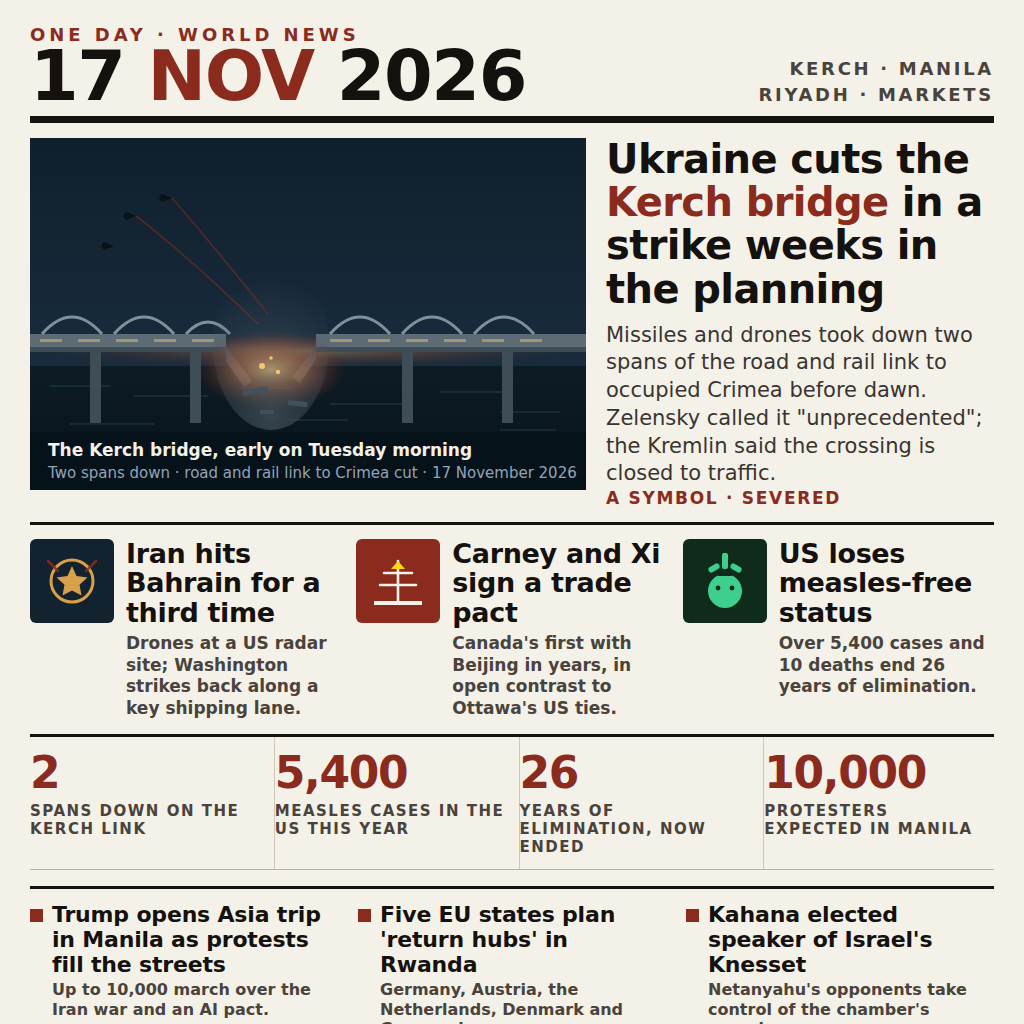 ONE DAY · WORLD NEWS
17 NOV 2026
KERCH · MANILA
RIYADH · MARKETS
The Kerch bridge, early on Tuesday morning
Two spans down · road and rail link to Crimea cut · 17 November 2026
Ukraine cuts the
Kerch bridge in a
strike weeks in
the planning
Missiles and drones took down two
spans of the road and rail link to
occupied Crimea before dawn.
Zelensky called it "unprecedented";
the Kremlin said the crossing is
closed to traffic.
A SYMBOL · SEVERED
Iran hits
Bahrain for a
third time
Drones at a US radar
site; Washington
strikes back along a
key shipping lane.
Carney and Xi
sign a trade
pact
Canada's first with
Beijing in years, in
open contrast to
Ottawa's US ties.
US loses
measles-free
status
Over 5,400 cases and
10 deaths end 26
years of elimination.
2
SPANS DOWN ON THE
KERCH LINK
5,400
MEASLES CASES IN THE
US THIS YEAR
26
YEARS OF
ELIMINATION, NOW
ENDED
10,000
PROTESTERS
EXPECTED IN MANILA
Trump opens Asia trip
in Manila as protests
fill the streets
Up to 10,000 march over the
Iran war and an AI pact.
Five EU states plan
'return hubs' in
Rwanda
Germany, Austria, the
Netherlands, Denmark and
Kahana elected
speaker of Israel's
Knesset
Netanyahu's opponents take
control of the chamber's